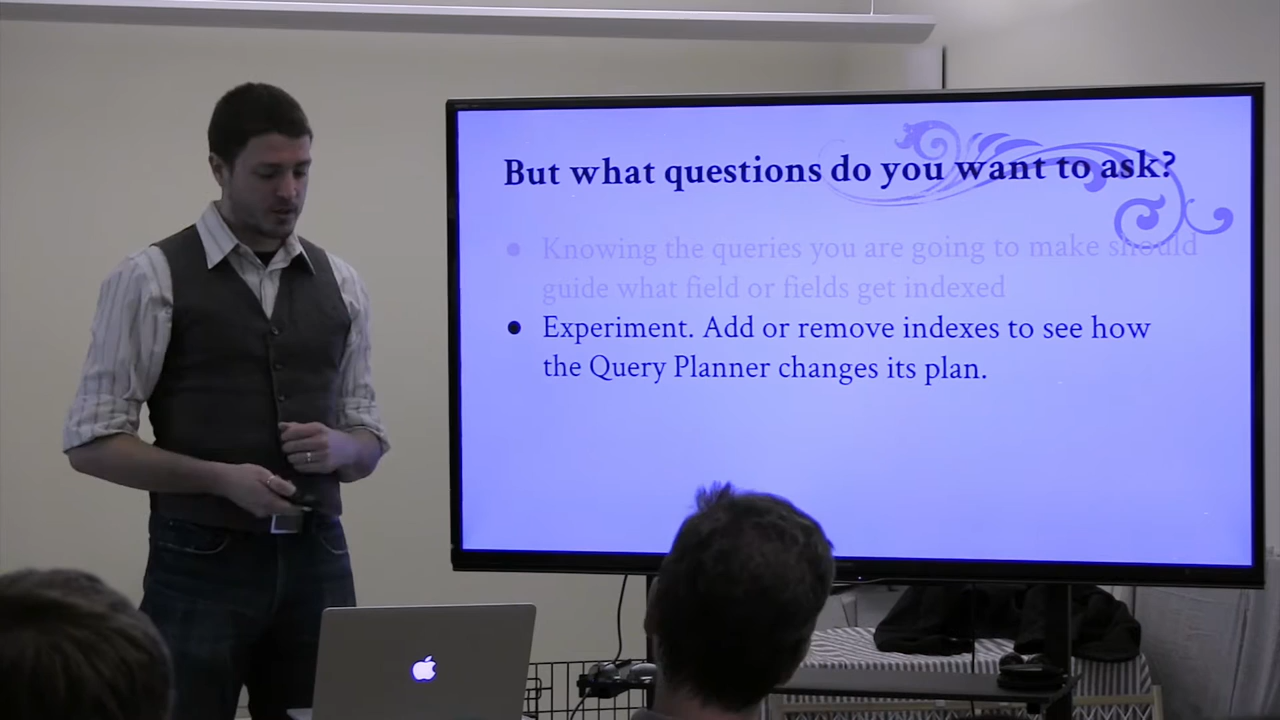 But what questions do you want to ask?
Knowing the queries you are going to make should
guide what field or fields get indexed
Experiment. Add or remove indexes to see how
the Query Planner changes its plan.